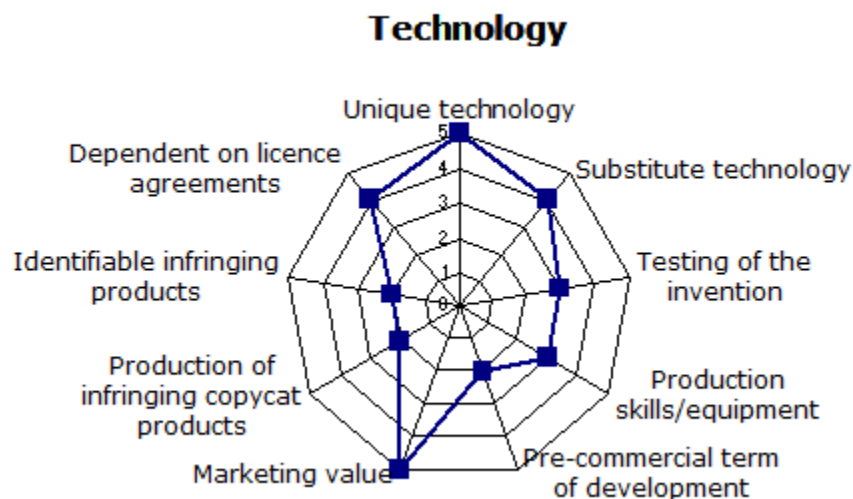 Technology
Unique technology
5
4
3
2
1
0
Substitute technology
Testing of the
invention
Production
skills/equipment
Pre-commercial term
of development
Marketing value
Production of
infringing copycat
products
Identifiable infringing
products
Dependent on licence
agreements